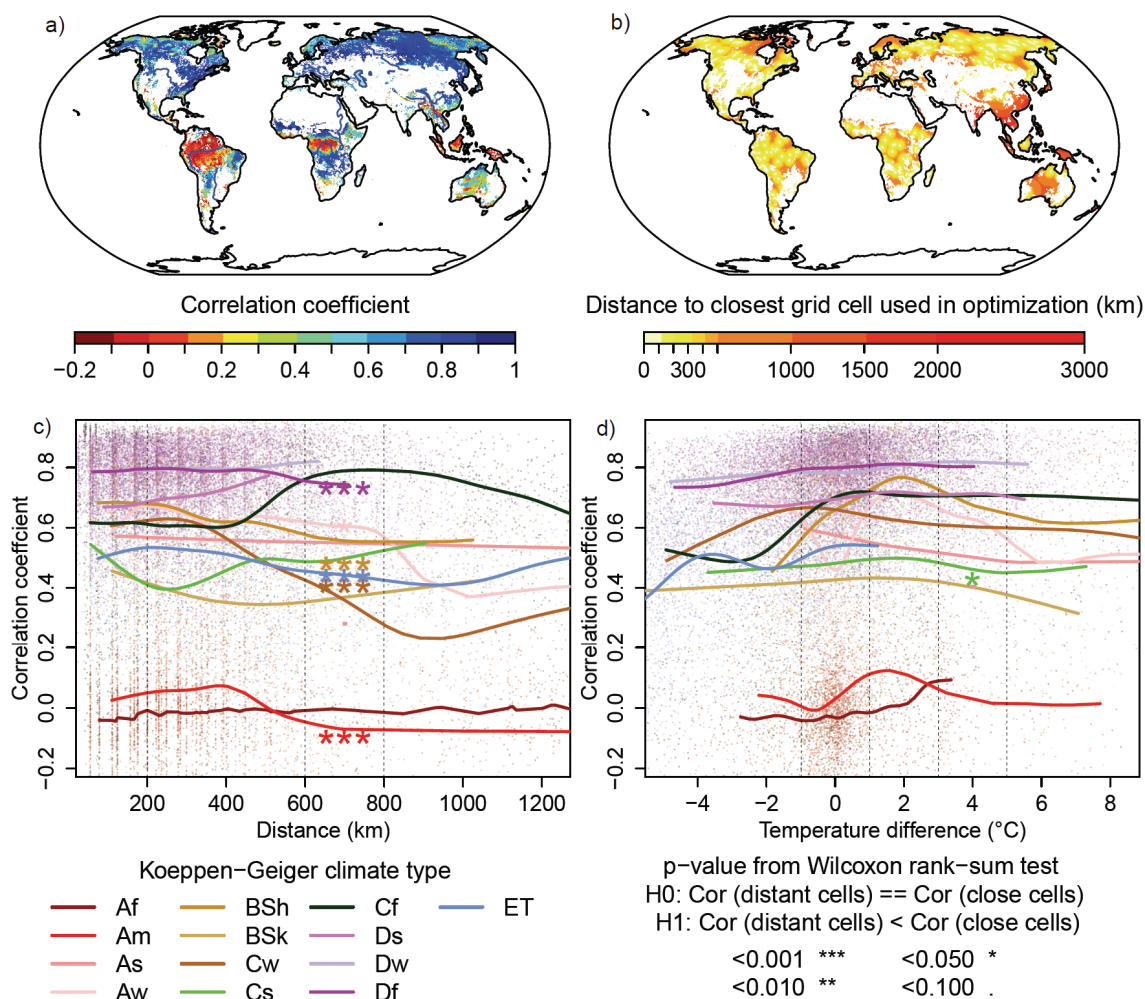 a)
b)
Correlation coefficient
−0.2 0 0.2 0.4 0.6 0.8 1
Distance to closest grid cell used in optimization (km)
0 300 1000 1500 2000 3000
c)
Correlation coefficient
0.8
0.6
0.4
0.2
0.0
−0.2
*** *** *** *** ***
200 400 600 800 1000 1200
Distance (km)
d)
Correlation coefficient
0.8
0.6
0.4
0.2
0.0
−0.2
*
−4 −2 0 2 4 6 8
Temperature difference (°C)
Koeppen−Geiger climate type
Af BSh Cf ET
Am BSk Ds
As Cw Dw
Aw Cs Df
p−value from Wilcoxon rank−sum test
H0: Cor (distant cells) == Cor (close cells)
H1: Cor (distant cells) < Cor (close cells)
<0.001 *** <0.050 *
<0.010 ** <0.100 .